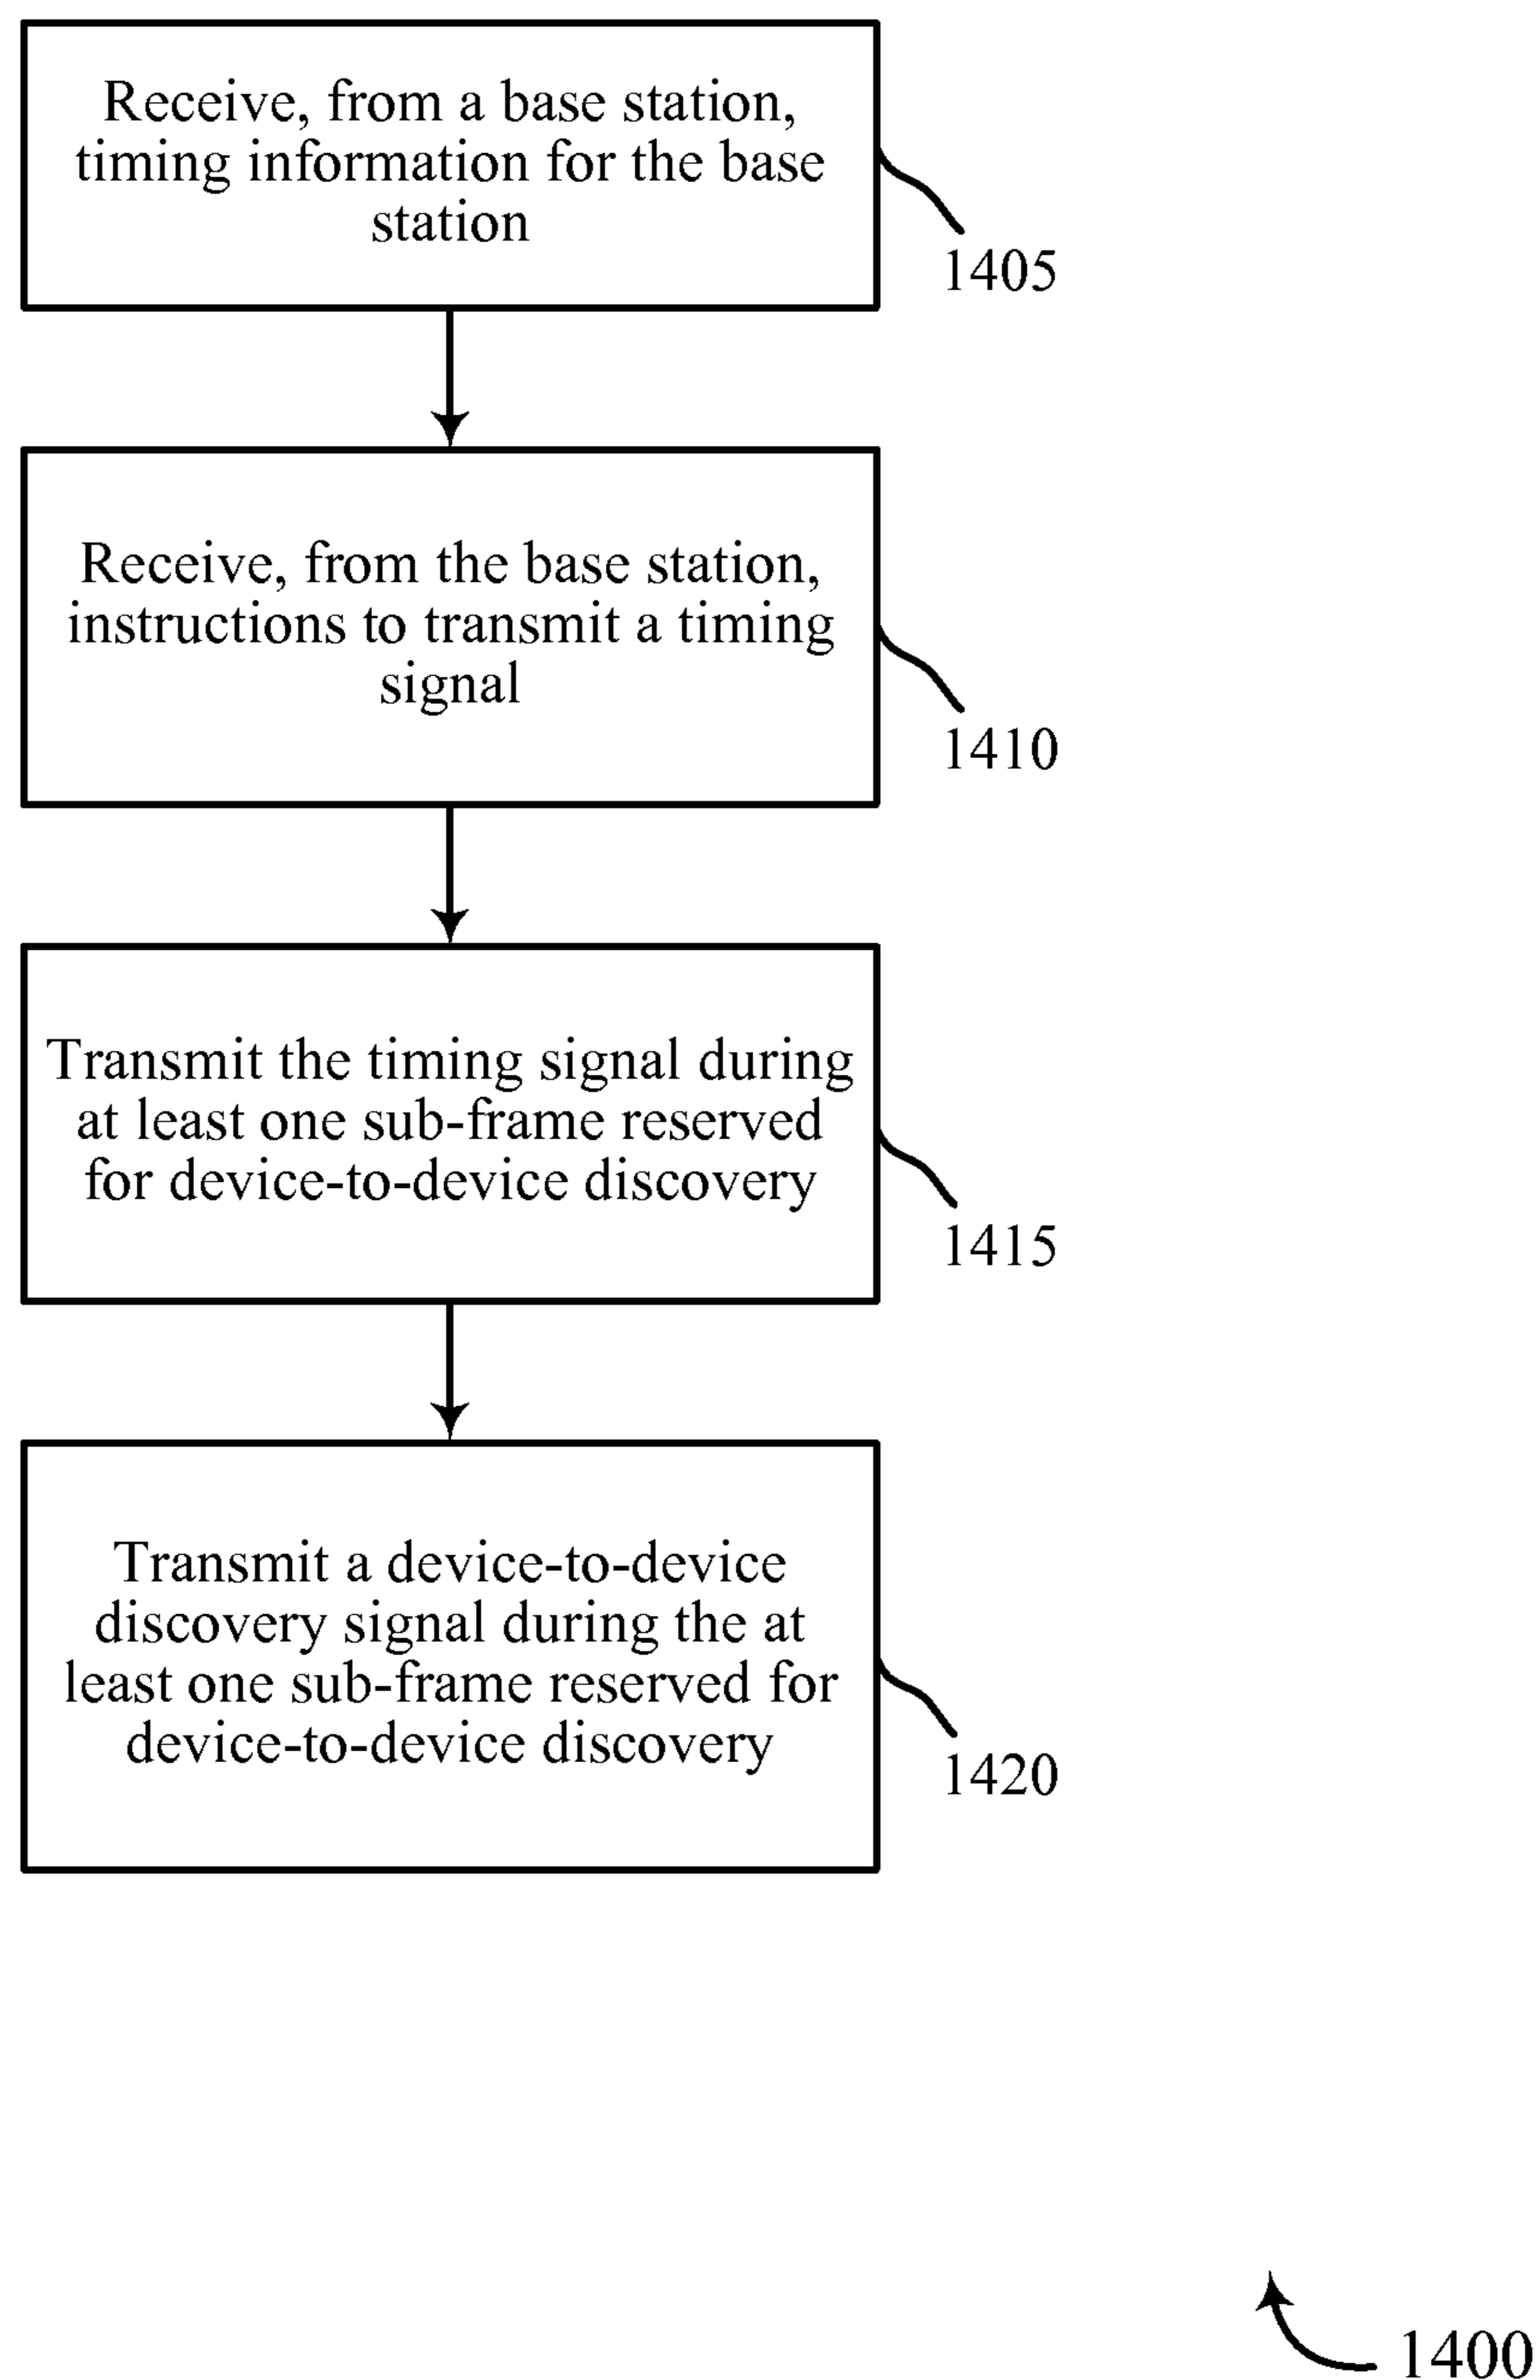 Receive, from a base station,
timing information for the base
station
1405
Receive, from the base station,
instructions to transmit a timing
signal
1410
Transmit the timing signal during
at least one sub-frame reserved
for device-to-device discovery
1415
Transmit a device-to-device
discovery signal during the at
least one sub-frame reserved for
device-to-device discovery
1420
1400